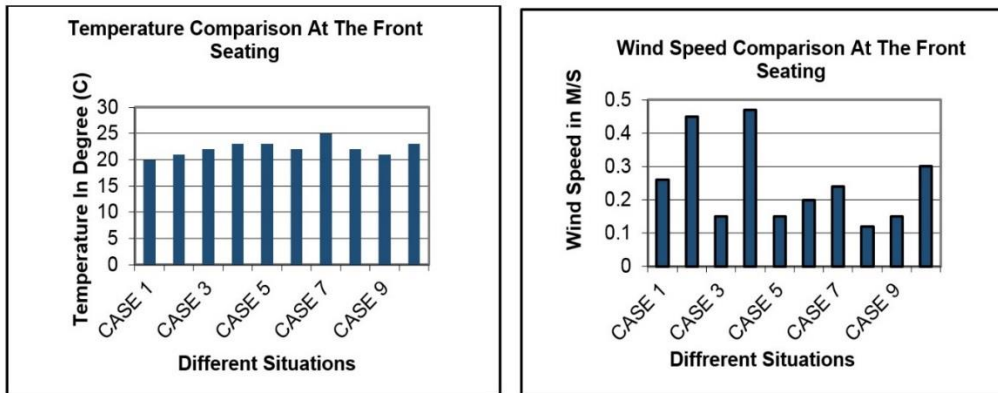 Temperature Comparison At The Front
Seating
Temperature In Degree (C)
30
25
20
15
10
5
0
CASE 1
CASE 3
CASE 5
CASE 7
CASE 9
Different Situations
Wind Speed Comparison At The Front
Seating
Wind Speed in M/S
0.5
0.4
0.3
0.2
0.1
0
CASE 1
CASE 3
CASE 5
CASE 7
CASE 9
Diffrerent Situations